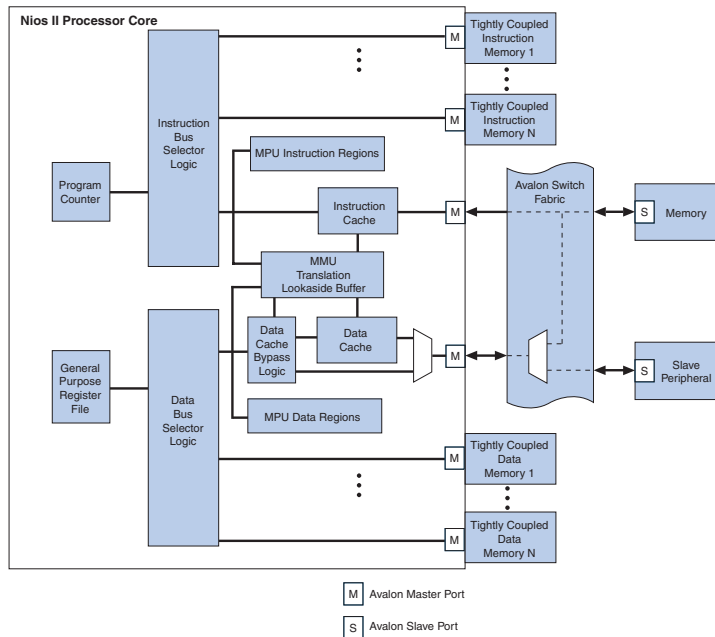 Nios II Processor Core
M
Tightly Coupled
Instruction
Memory 1
M
Tightly Coupled
Instruction
Memory N
Instruction
Bus
Selector
Logic
MPU Instruction Regions
Program
Counter
Instruction
Cache
M
Avalon Switch
Fabric
S
Memory
MMU
Translation
Lookaside Buffer
General
Purpose
Register
File
Data
Bus
Selector
Logic
Data
Cache
Bypass
Logic
Data
Cache
M
S
Slave
Peripheral
MPU Data Regions
M
Tightly Coupled
Data
Memory 1
M
Tightly Coupled
Data
Memory N
M
Avalon Master Port
S
Avalon Slave Port